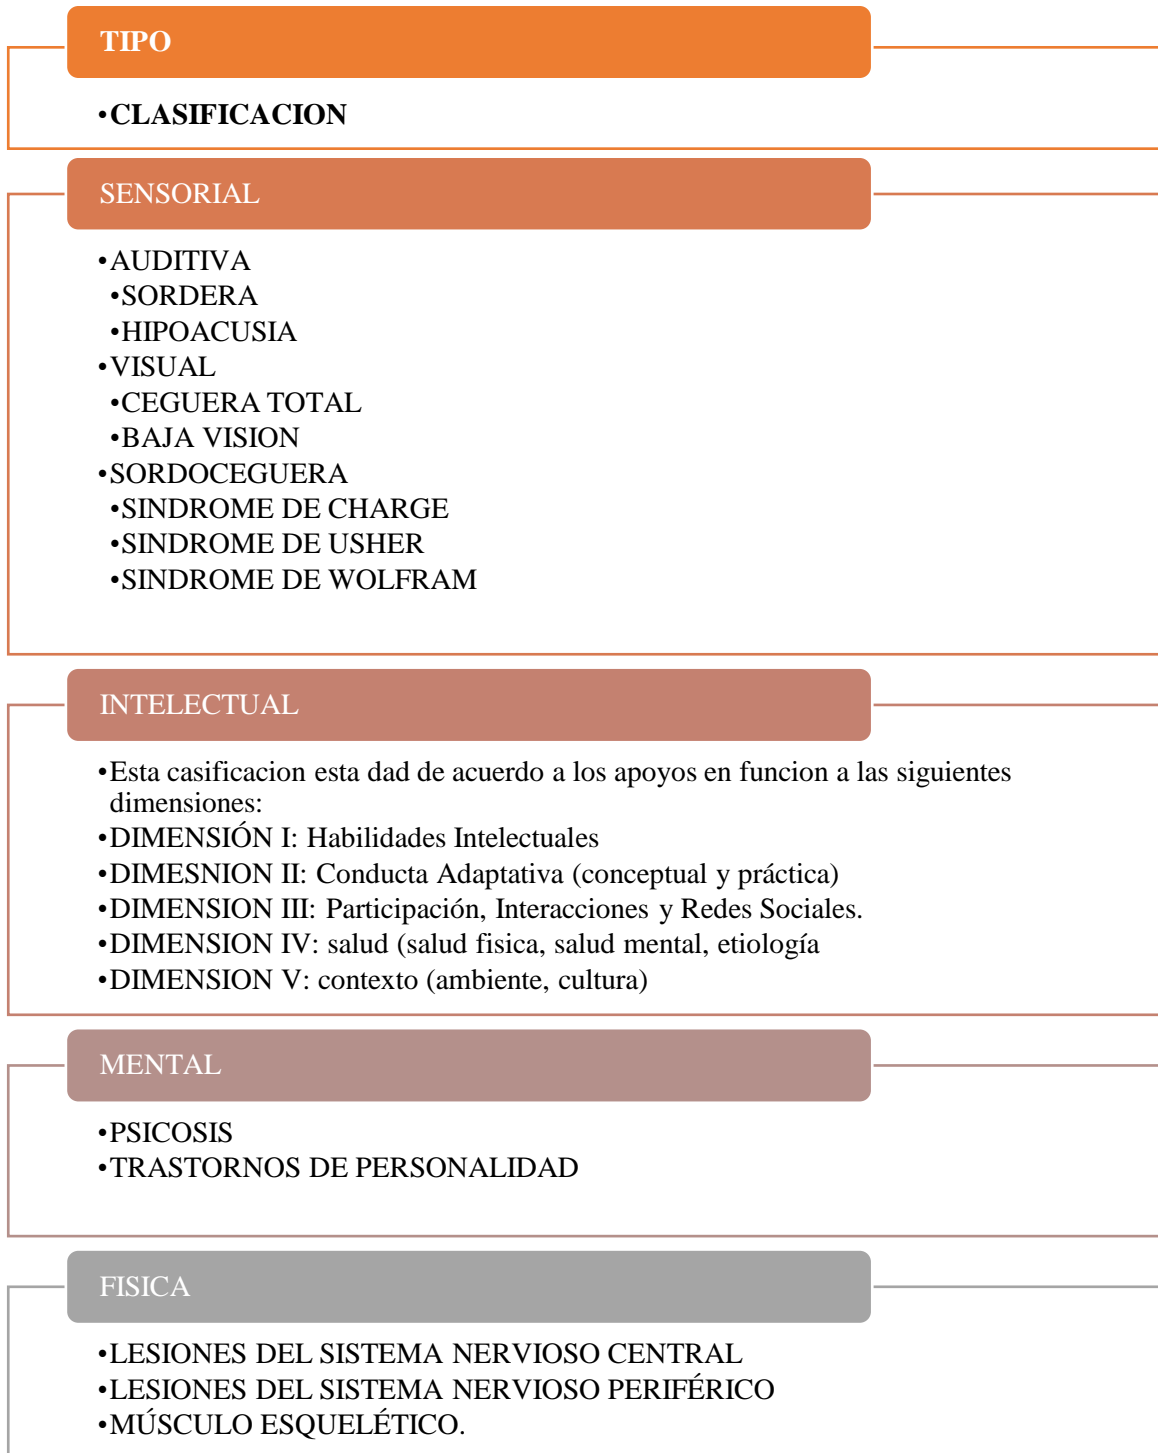 TIPO
•CLASIFICACION
SENSORIAL
•AUDITIVA
•SORDERA
•HIPOACUSIA
•VISUAL
•CEGUERA TOTAL
•BAJA VISION
•SORDOCEGUERA
•SINDROME DE CHARGE
•SINDROME DE USHER
•SINDROME DE WOLFRAM
INTELECTUAL
•Esta casificacion esta dad de acuerdo a los apoyos en funcion a las siguientes
dimensiones:
•DIMENSIÓN I: Habilidades Intelectuales
•DIMESNION II: Conducta Adaptativa (conceptual y práctica)
•DIMENSION III: Participación, Interacciones y Redes Sociales.
•DIMENSION IV: salud (salud fisica, salud mental, etiología
•DIMENSION V: contexto (ambiente, cultura)
MENTAL
•PSICOSIS
•TRASTORNOS DE PERSONALIDAD
FISICA
•LESIONES DEL SISTEMA NERVIOSO CENTRAL
•LESIONES DEL SISTEMA NERVIOSO PERIFÉRICO
•MÚSCULO ESQUELÉTICO.